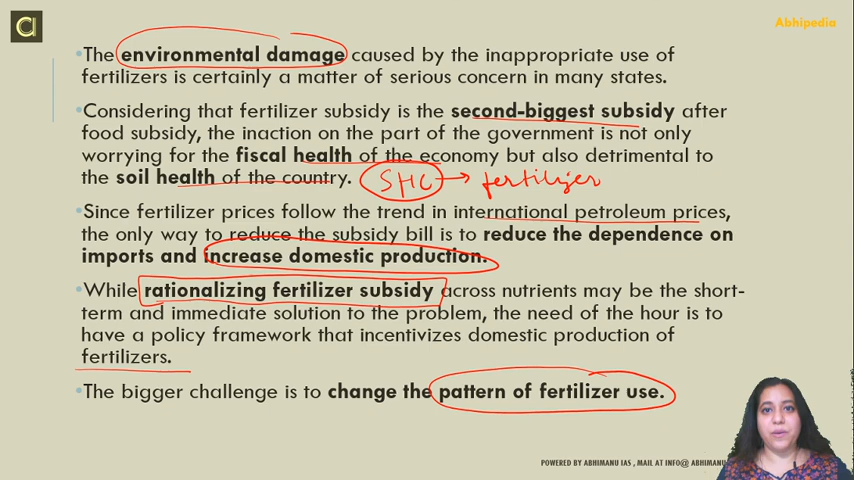 Abhipedia
•The environmental damage caused by the inappropriate use of
fertilizers is certainly a matter of serious concern in many states.
•Considering that fertilizer subsidy is the second-biggest subsidy after
food subsidy, the inaction on the part of the government is not only
worrying for the fiscal health of the economy but also detrimental to
the soil health of the country. SHC → fertilizer
•Since fertilizer prices follow the trend in international petroleum prices,
the only way to reduce the subsidy bill is to reduce the dependence on
imports and increase domestic production.
•While rationalizing fertilizer subsidy across nutrients may be the short-
term and immediate solution to the problem, the need of the hour is to
have a policy framework that incentivizes domestic production of
fertilizers.
•The bigger challenge is to change the pattern of fertilizer use.
POWERED BY ABHIMANU IAS , MAIL AT INFO@ ABHIMANU